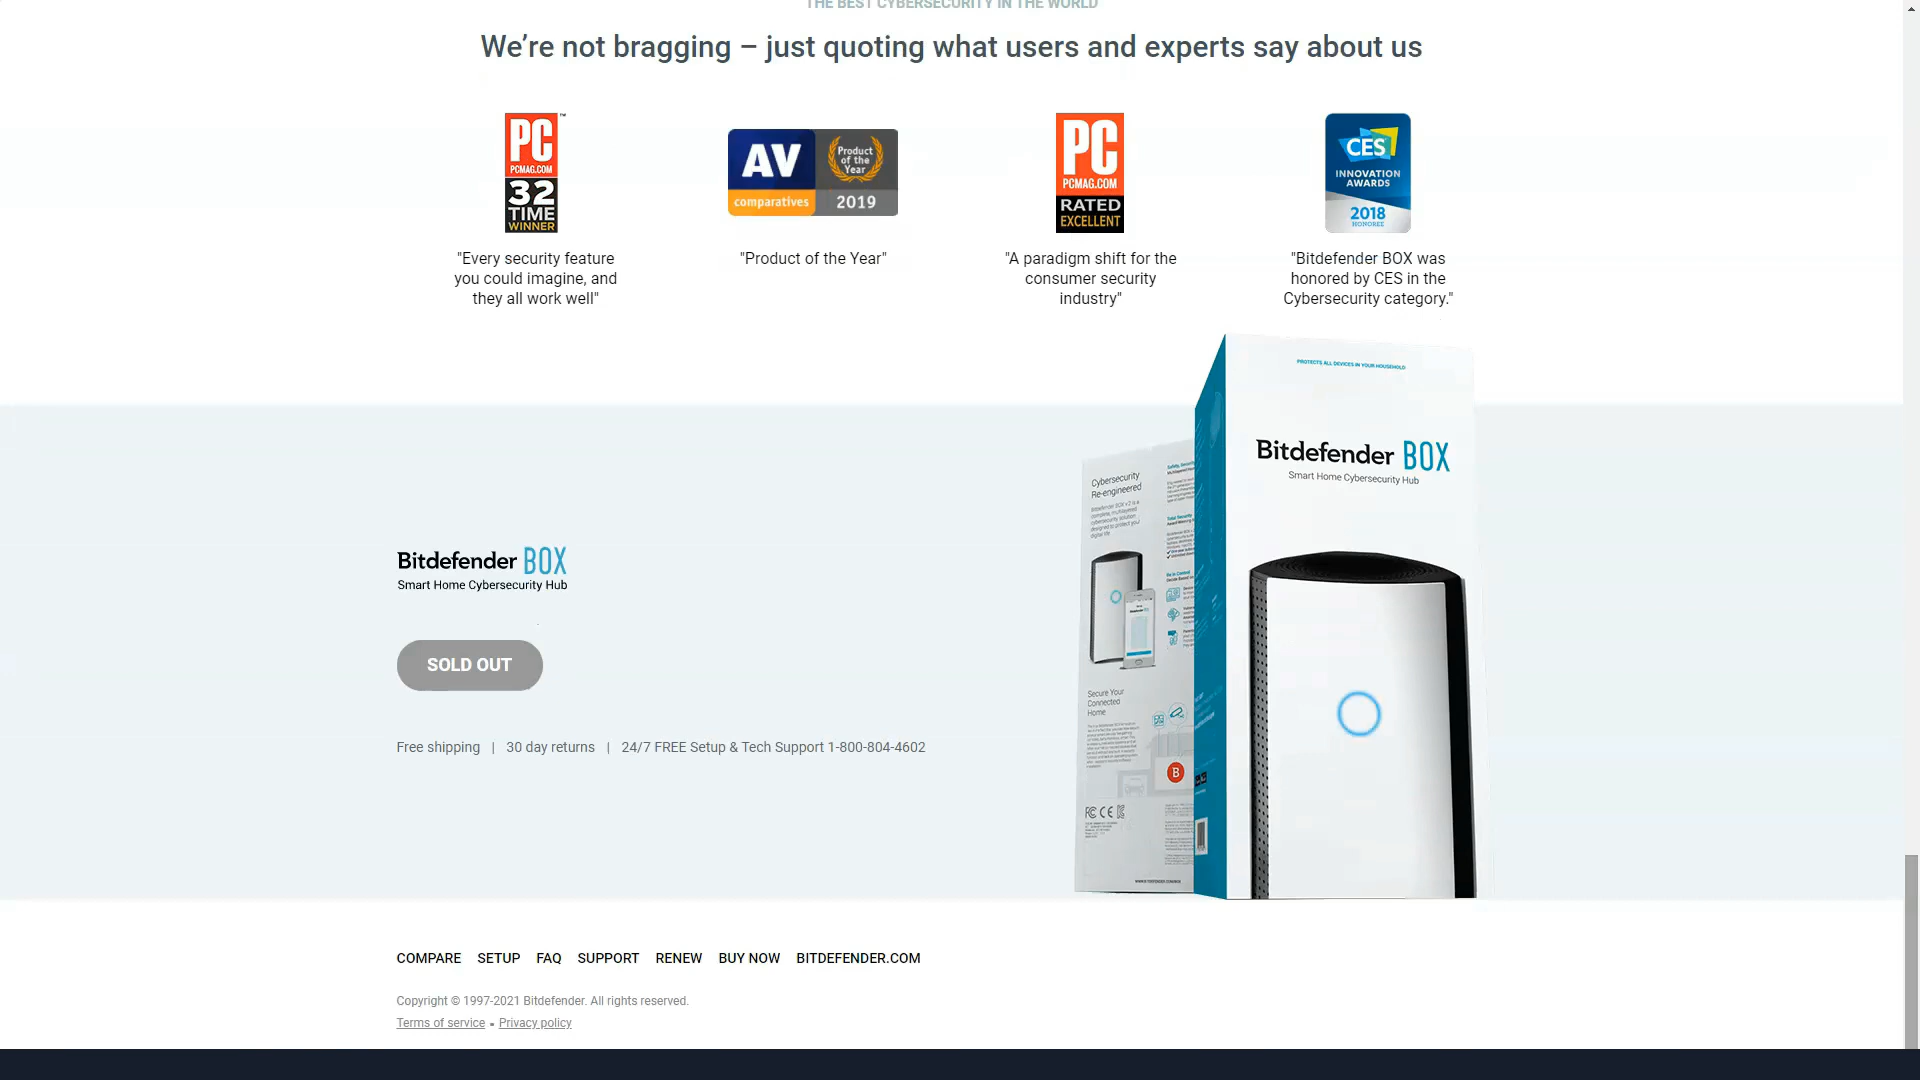 THE BEST CYBERSECURITY IN THE WORLD
We’re not bragging – just quoting what users and experts say about us
PC
PCMAG.COM
32
TIME
WINNER
™
AV
comparatives
Product
of the
Year
2019
PC
PCMAG.COM
RATED
EXCELLENT
CES
INNOVATION
AWARDS
2018
HONOREE
"Every security feature
you could imagine, and
they all work well"
"Product of the Year"
"A paradigm shift for the
consumer security
industry"
"Bitdefender BOX was
honored by CES in the
Cybersecurity category."
PROTECTS ALL DEVICES IN YOUR HOUSEHOLD
Bitdefender BOX
Smart Home Cybersecurity Hub
Cybersecurity
Re-engineered
Secure Your
Connected
Home
B
FC CE
Bitdefender BOX
Smart Home Cybersecurity Hub
SOLD OUT
Free shipping | 30 day returns | 24/7 FREE Setup & Tech Support 1-800-804-4602
COMPARE SETUP FAQ SUPPORT RENEW BUY NOW BITDEFENDER.COM
Copyright © 1997-2021 Bitdefender. All rights reserved.
Terms of service • Privacy policy